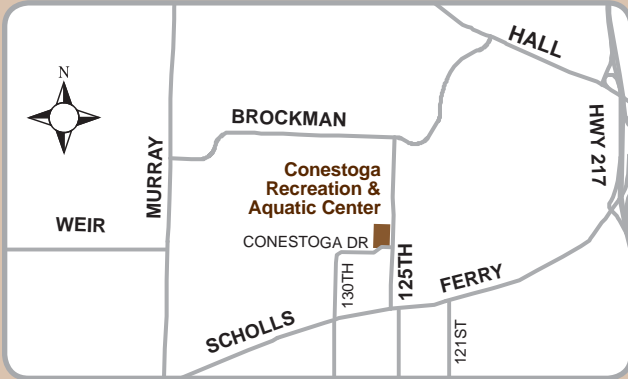 HALL
N
BROCKMAN
HWY 217
MURRAY
Conestoga
Recreation &
Aquatic Center
WEIR
CONESTOGA DR
130TH
125TH
FERRY
SCHOLLS
121ST